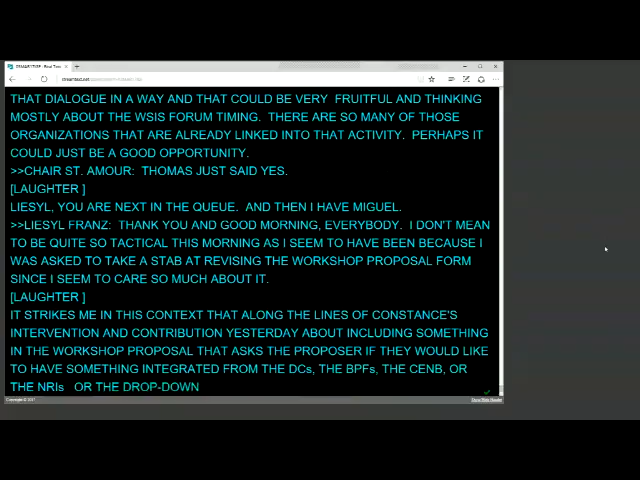 THAT DIALOGUE IN A WAY AND THAT COULD BE VERY  FRUITFUL AND THINKING
MOSTLY ABOUT THE WSIS FORUM TIMING.  THERE ARE SO MANY OF THOSE
ORGANIZATIONS THAT ARE ALREADY LINKED INTO THAT ACTIVITY.  PERHAPS IT
COULD JUST BE A GOOD OPPORTUNITY.
>>CHAIR ST. AMOUR:  THOMAS JUST SAID YES.
[LAUGHTER ]
LIESYL, YOU ARE NEXT IN THE QUEUE.  AND THEN I HAVE MIGUEL.
>>LIESYL FRANZ:  THANK YOU AND GOOD MORNING, EVERYBODY.  I DON'T MEAN
TO BE QUITE SO TACTICAL THIS MORNING AS I SEEM TO HAVE BEEN BECAUSE I
WAS ASKED TO TAKE A STAB AT REVISING THE WORKSHOP PROPOSAL FORM
SINCE I SEEM TO CARE SO MUCH ABOUT IT.
[LAUGHTER ]
IT STRIKES ME IN THIS CONTEXT THAT ALONG THE LINES OF CONSTANCE'S
INTERVENTION AND CONTRIBUTION YESTERDAY ABOUT INCLUDING SOMETHING
IN THE WORKSHOP PROPOSAL THAT ASKS THE PROPOSER IF THEY WOULD LIKE
TO HAVE SOMETHING INTEGRATED FROM THE DCs, THE BPFs, THE CENB, OR
THE NRIs   OR THE DROP-DOWN